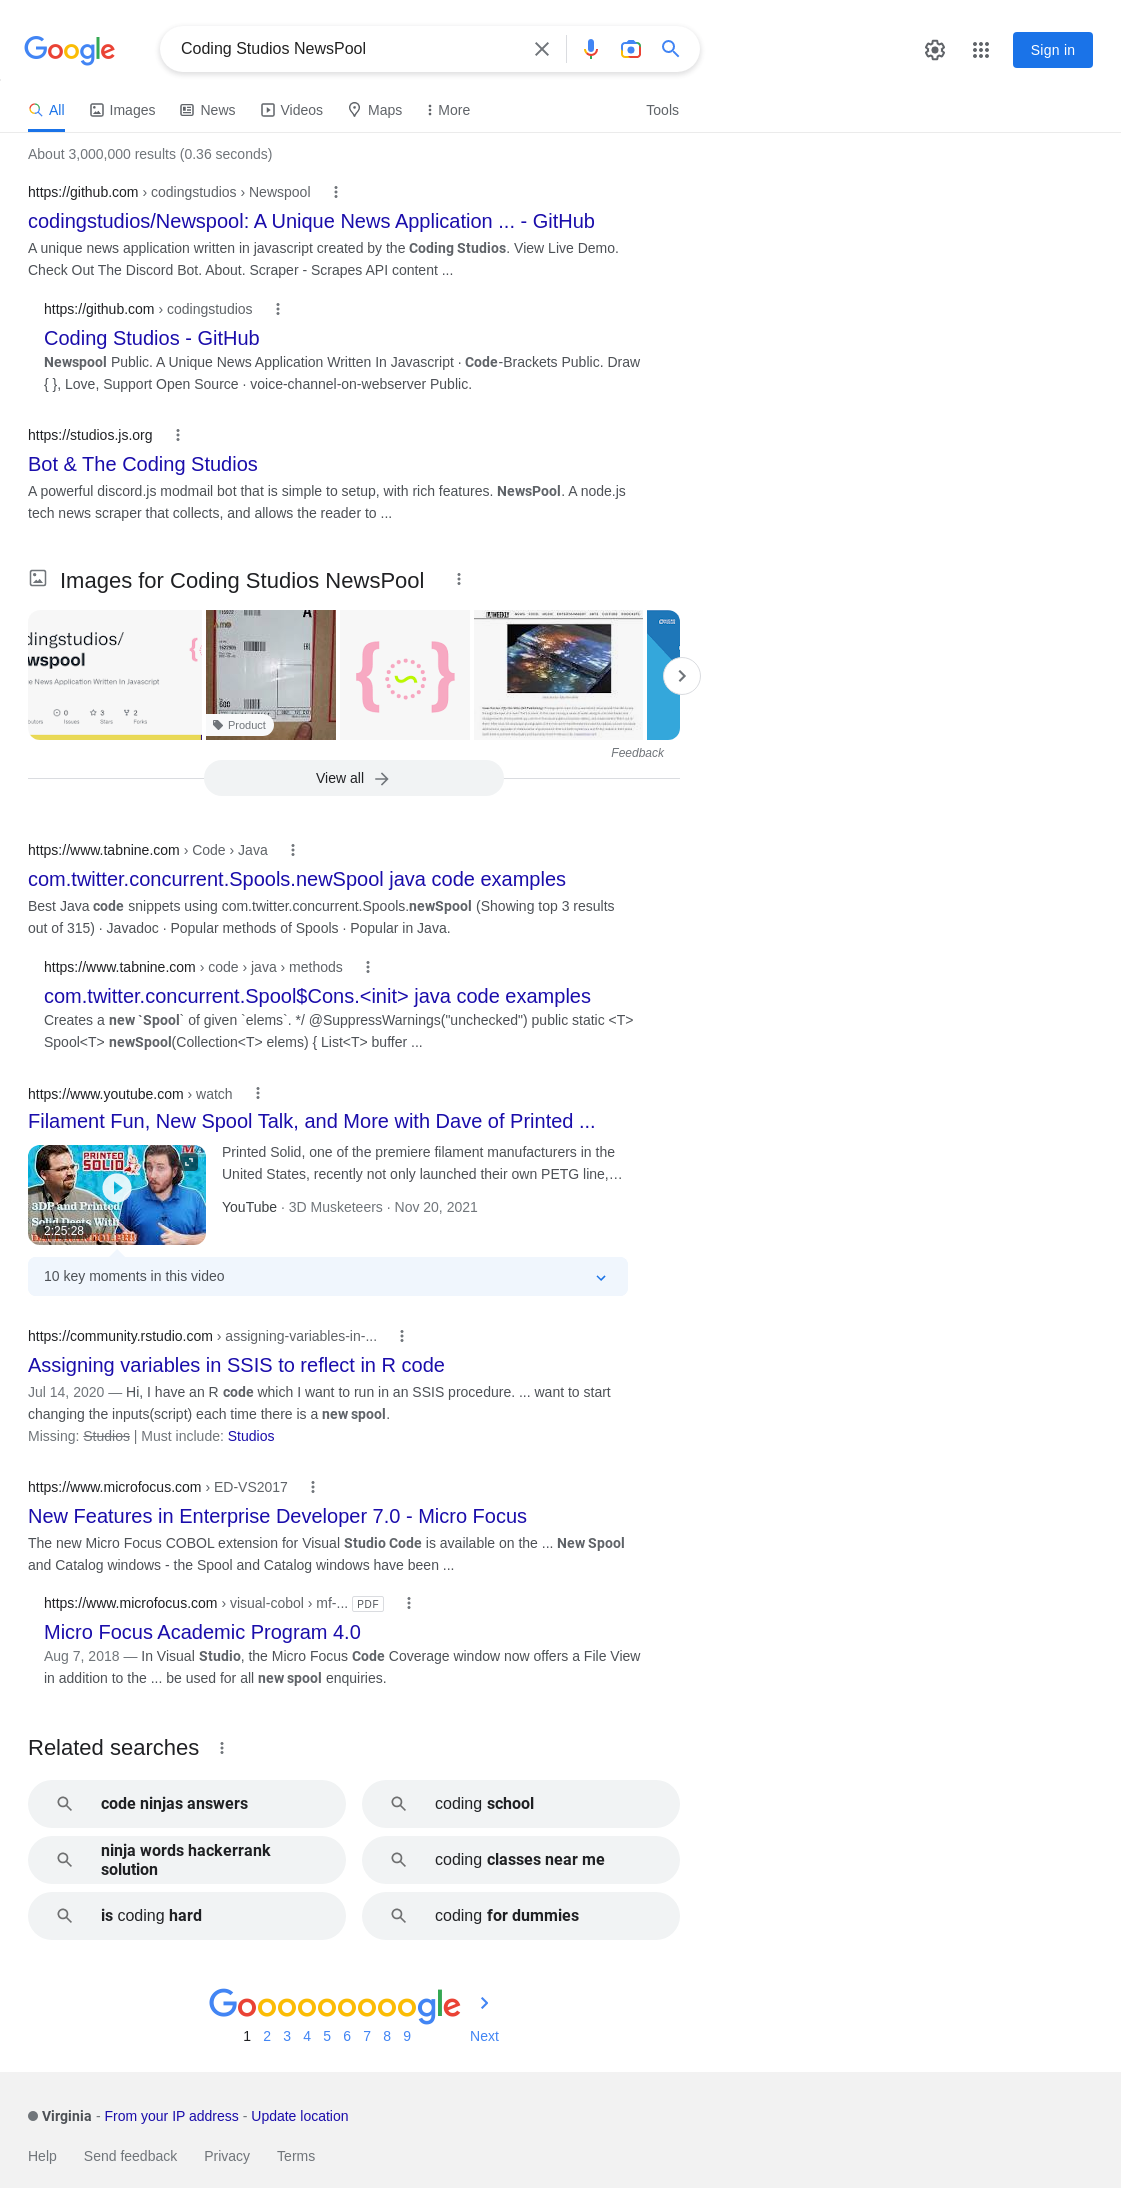 Google
Coding Studios NewsPool
Sign in
All
Images
News
Videos
Maps
More
Tools
About 3,000,000 results (0.36 seconds)
https://github.com › codingstudios › Newspool
codingstudios/Newspool: A Unique News Application ... - GitHub
A unique news application written in javascript created by the Coding Studios. View Live Demo.
Check Out The Discord Bot. About. Scraper - Scrapes API content ...
https://github.com › codingstudios
Coding Studios - GitHub
Newspool Public. A Unique News Application Written In Javascript · Code-Brackets Public. Draw
{ }, Love, Support Open Source · voice-channel-on-webserver Public.
https://studios.js.org
Bot & The Coding Studios
A powerful discord.js modmail bot that is simple to setup, with rich features. NewsPool. A node.js
tech news scraper that collects, and allows the reader to ...
Images for Coding Studios NewsPool
dingstudios/
wspool
e News Application Written In Javascript
0
3
2
Issues
Stars
Forks
Product
Feedback
View all
https://www.tabnine.com › Code › Java
com.twitter.concurrent.Spools.newSpool java code examples
Best Java code snippets using com.twitter.concurrent.Spools.newSpool (Showing top 3 results
out of 315) · Javadoc · Popular methods of Spools · Popular in Java.
https://www.tabnine.com › code › java › methods
com.twitter.concurrent.Spool$Cons.<init> java code examples
Creates a new `Spool` of given `elems`. */ @SuppressWarnings("unchecked") public static <T>
Spool<T> newSpool(Collection<T> elems) { List<T> buffer ...
https://www.youtube.com › watch
Filament Fun, New Spool Talk, and More with Dave of Printed ...
PRINTED
SOLID
3DP and Printed
Solid Deets With
2:25:28
Printed Solid, one of the premiere filament manufacturers in the
United States, recently not only launched their own PETG line,…
YouTube · 3D Musketeers · Nov 20, 2021
10 key moments in this video
https://community.rstudio.com › assigning-variables-in-...
Assigning variables in SSIS to reflect in R code
Jul 14, 2020 — Hi, I have an R code which I want to run in an SSIS procedure. ... want to start
changing the inputs(script) each time there is a new spool.
Missing: Studios | Must include: Studios
https://www.microfocus.com › ED-VS2017
New Features in Enterprise Developer 7.0 - Micro Focus
The new Micro Focus COBOL extension for Visual Studio Code is available on the ... New Spool
and Catalog windows - the Spool and Catalog windows have been ...
https://www.microfocus.com › visual-cobol › mf-... PDF
Micro Focus Academic Program 4.0
Aug 7, 2018 — In Visual Studio, the Micro Focus Code Coverage window now offers a File View
in addition to the ... be used for all new spool enquiries.
Related searches
code ninjas answers
coding school
ninja words hackerrank
solution
coding classes near me
is coding hard
coding for dummies
Gooooooooogle
1 2 3 4 5 6 7 8 9 Next
Virginia - From your IP address - Update location
Help
Send feedback
Privacy
Terms